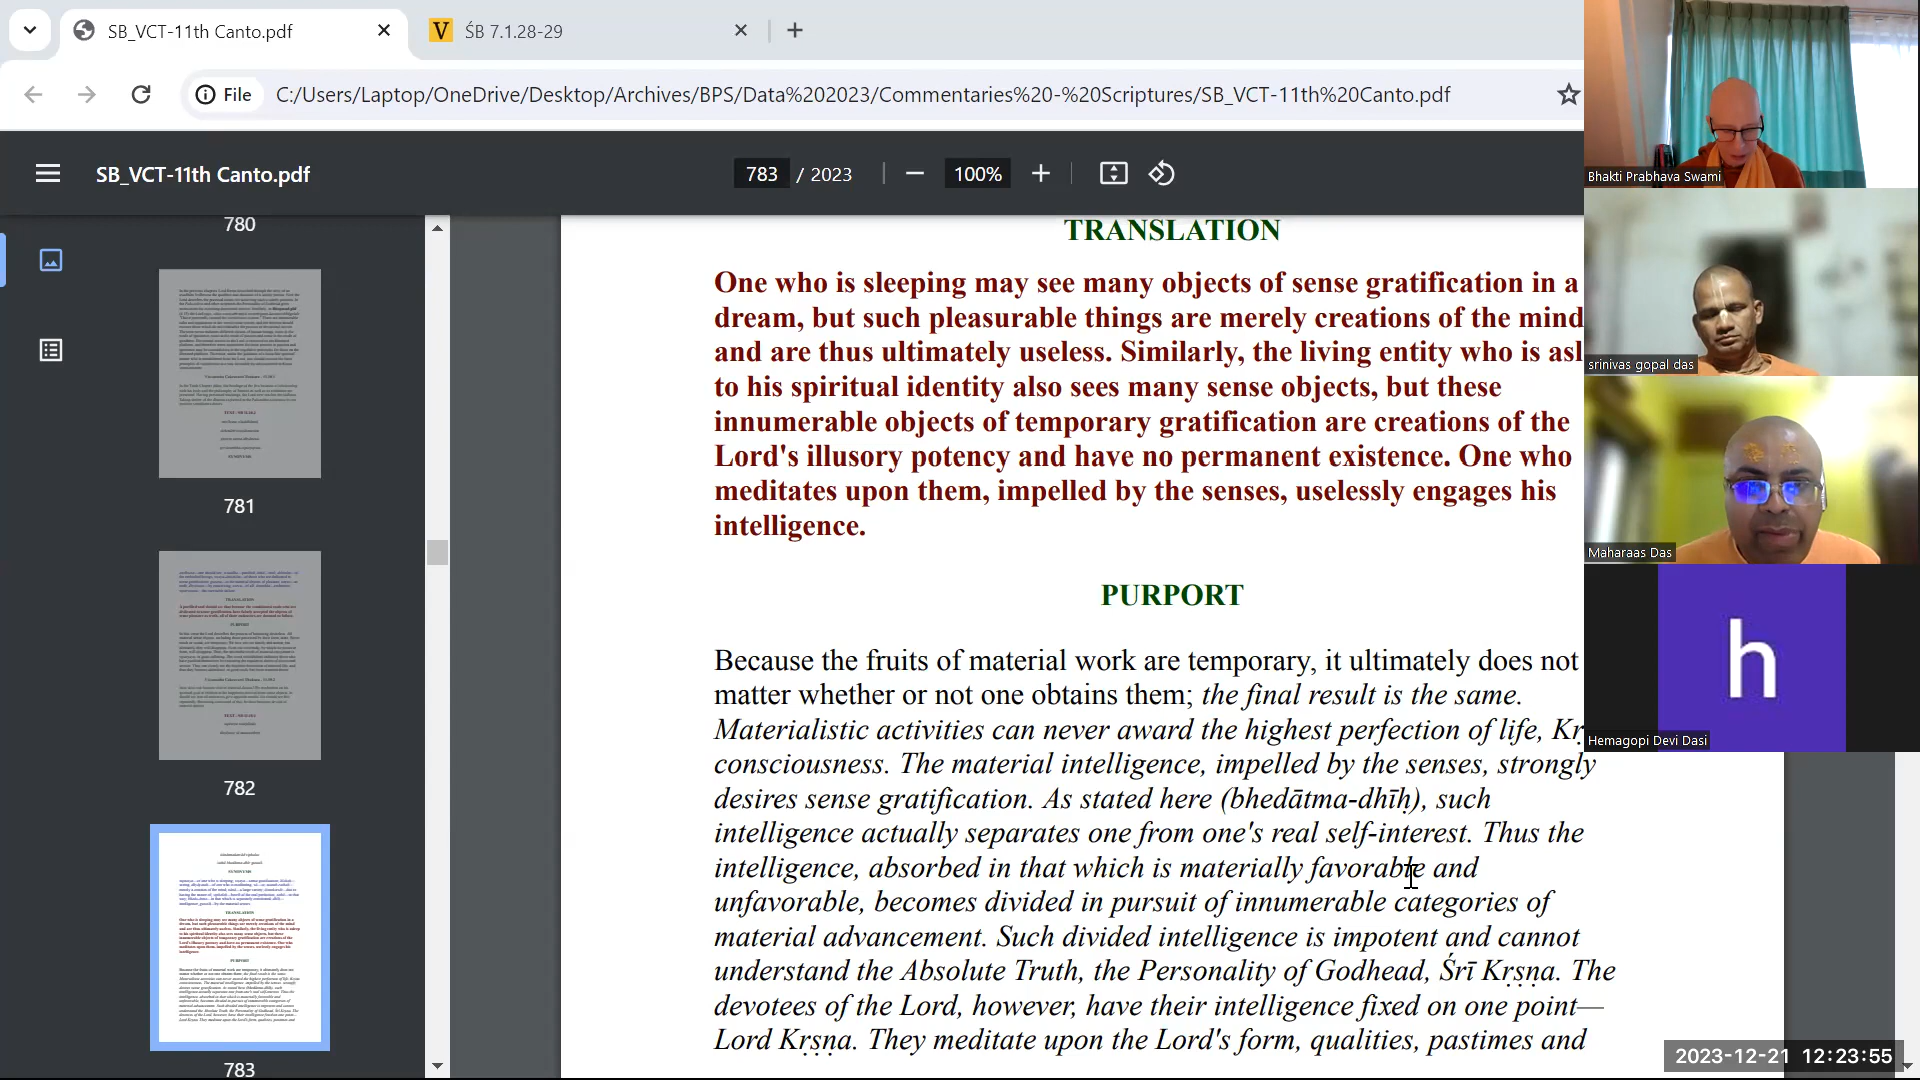 SB_VCT-11th Canto.pdf
V ŚB 7.1.28-29
File C:/Users/Laptop/OneDrive/Desktop/Archives/BPS/Data%202023/Commentaries%20-%20Scriptures/SB_VCT-11th%20Canto.pdf
SB_VCT-11th Canto.pdf 783 / 2023 100%
780
781
782
783
TRANSLATION
One who is sleeping may see many objects of sense gratification in a
dream, but such pleasurable things are merely creations of the mind
and are thus ultimately useless. Similarly, the living entity who is asl
to his spiritual identity also sees many sense objects, but these
innumerable objects of temporary gratification are creations of the
Lord's illusory potency and have no permanent existence. One who
meditates upon them, impelled by the senses, uselessly engages his
intelligence.
PURPORT
Because the fruits of material work are temporary, it ultimately does not
matter whether or not one obtains them; the final result is the same.
Materialistic activities can never award the highest perfection of life, Kṛ
consciousness. The material intelligence, impelled by the senses, strongly
desires sense gratification. As stated here (bhedātma-dhīḥ), such
intelligence actually separates one from one's real self-interest. Thus the
intelligence, absorbed in that which is materially favorable and
unfavorable, becomes divided in pursuit of innumerable categories of
material advancement. Such divided intelligence is impotent and cannot
understand the Absolute Truth, the Personality of Godhead, Śrī Kṛṣṇa. The
devotees of the Lord, however, have their intelligence fixed on one point—
Lord Kṛṣṇa. They meditate upon the Lord's form, qualities, pastimes and
Bhakti Prabhava Swami
srinivas gopal das
Maharaas Das
h
Hemagopi Devi Dasi
2023-12-21 12:23:55